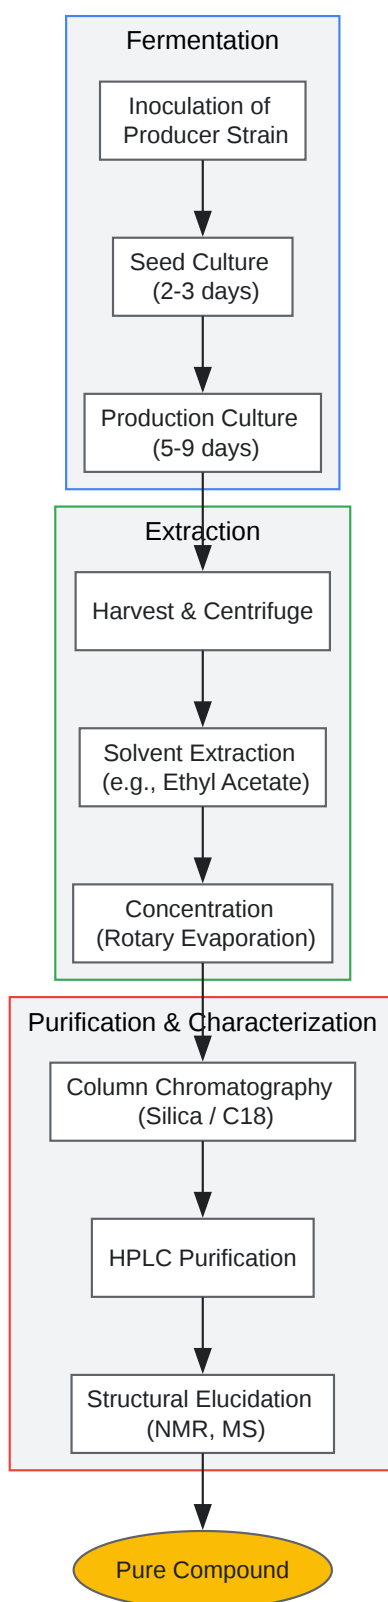 Fermentation
Inoculation of
Producer Strain
Seed Culture
(2-3 days)
Production Culture
(5-9 days)
Extraction
Harvest & Centrifuge
Solvent Extraction
(e.g., Ethyl Acetate)
Concentration
(Rotary Evaporation)
Purification & Characterization
Column Chromatography
(Silica / C18)
HPLC Purification
Structural Elucidation
(NMR, MS)
Pure Compound